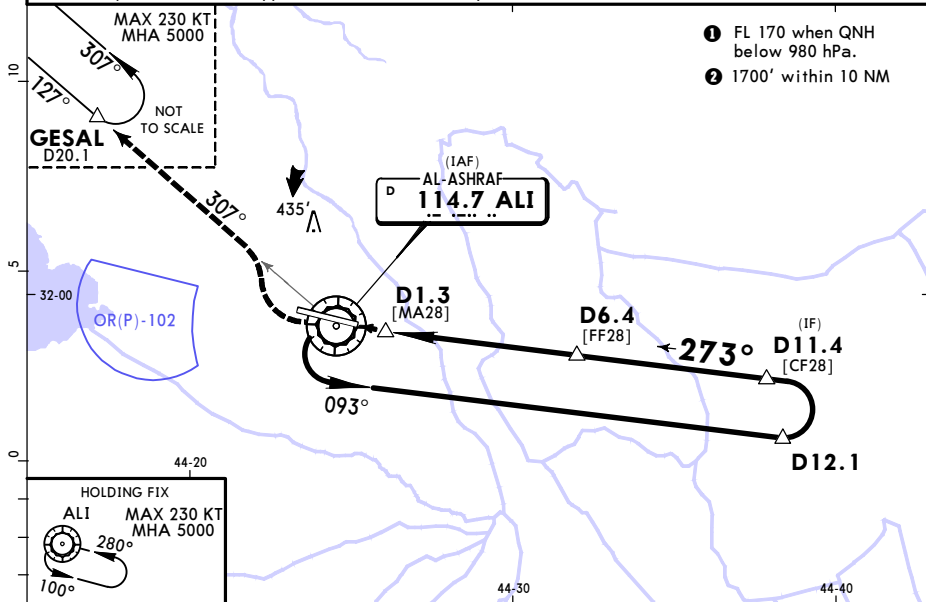 MAX 230 KT
MHA 5000
307°
127°
NOT
TO SCALE
GESAL
D20.1
1 FL 170 when QNH
below 980 hPa.
2 1700' within 10 NM
10
5
0
307°
435'
(IAF)
AL-ASHRAF
D 114.7 ALI
32-00
OR(P)-102
D1.3
[MA28]
D6.4
[FF28]
273°
(IF)
D11.4
[CF28]
093°
D12.1
44-20
HOLDING FIX
ALI
MAX 230 KT
MHA 5000
280°
100°
44-30
44-40